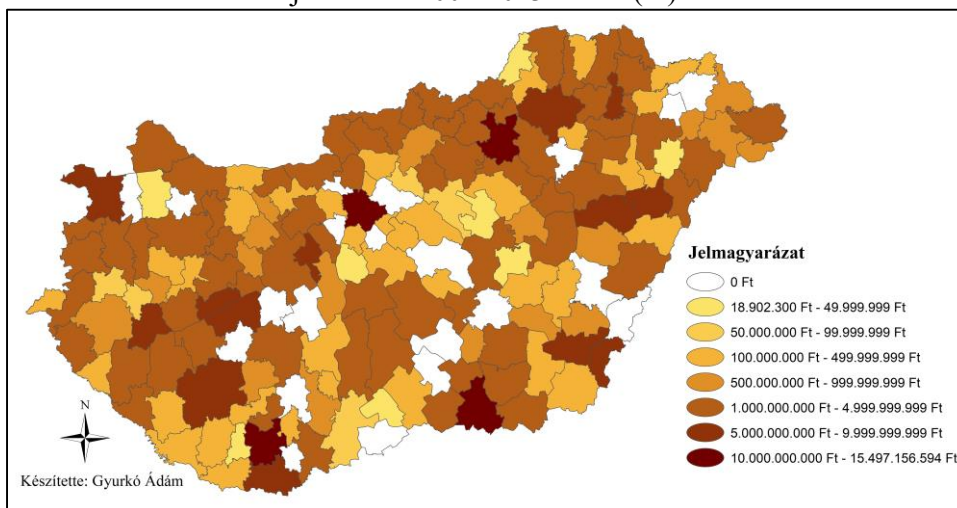 Jelmagyarázat
0 Ft
18.902.300 Ft - 49.999.999 Ft
50.000.000 Ft - 99.999.999 Ft
100.000.000 Ft - 499.999.999 Ft
500.000.000 Ft - 999.999.999 Ft
1.000.000.000 Ft - 4.999.999.999 Ft
5.000.000.000 Ft - 9.999.999.999 Ft
10.000.000.000 Ft - 15.497.156.594 Ft
N
Készítette: Gyurkó Ádám